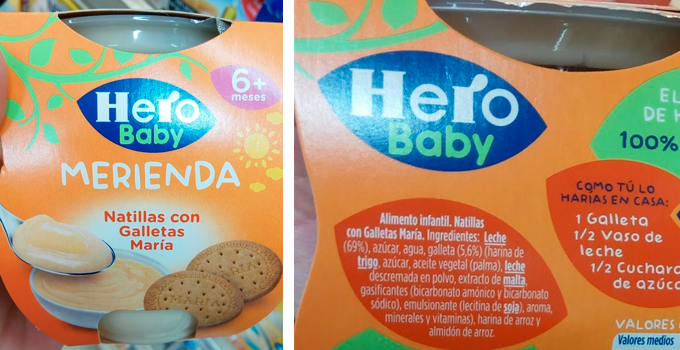 Hero
Baby
6+
meses
MERIENDA
Natillas con
Galletas
María
MARIA
Hero
Baby
EL
DE H
100%
COMO TÚ LO
HARÍAS EN CASA:
1 Galleta
1/2 Vaso de
leche
1/2 Cuchara
de azúca
Alimento infantil. Natillas
con Galletas María. Ingredientes: Leche
(69%), azúcar, agua, galleta (5,6%) (harina de
trigo, azúcar, aceite vegetal (palma), leche
descremada en polvo, extracto de malta,
gasificantes (bicarbonato amónico y bicarbonato
sódico), emulsionante (lecitina de soja), aroma,
minerales y vitaminas), harina de arroz y
almidón de arroz.
VALORES
Valores medios